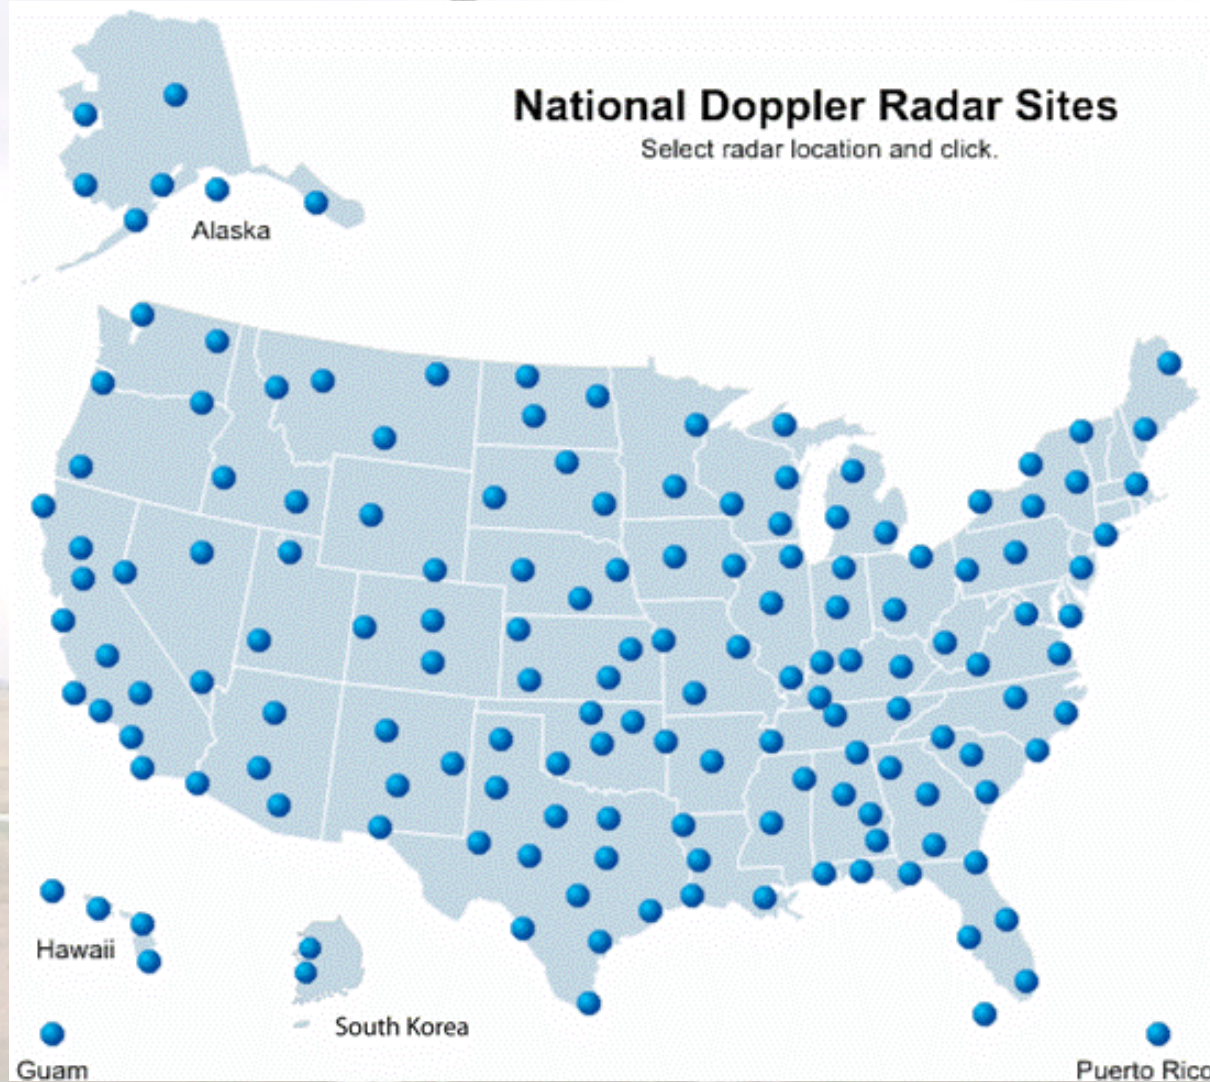 National Doppler Radar Sites
Select radar location and click.
Alaska
Hawaii
South Korea
Guam
Puerto Rico